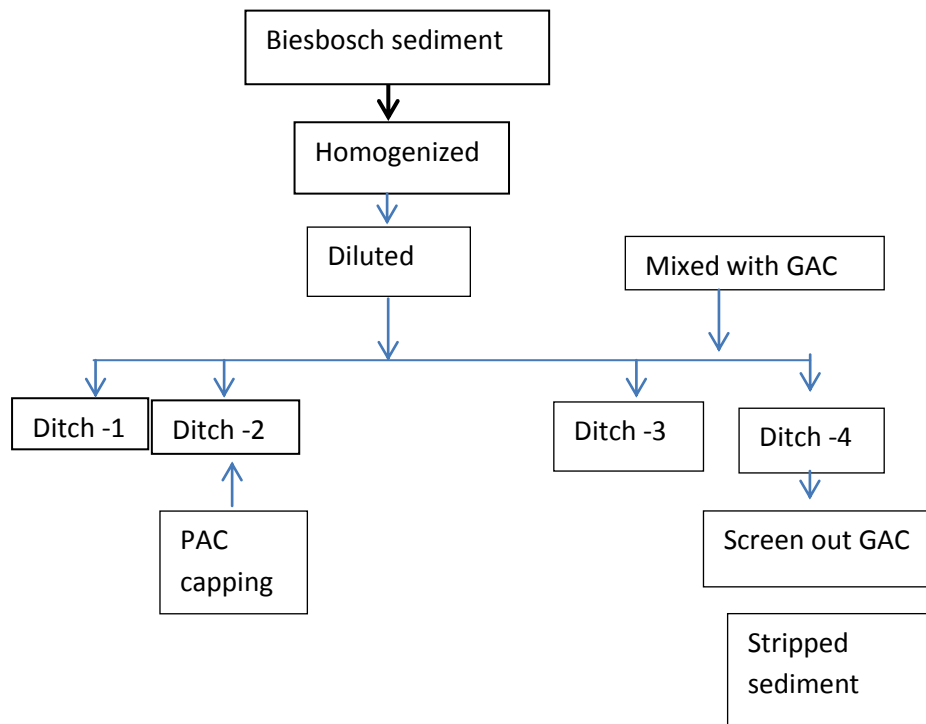 Biesbosch sediment
Homogenized
Diluted
Mixed with GAC
Ditch -1
Ditch -2
Ditch -3
Ditch -4
PAC
capping
Screen out GAC
Stripped
sediment